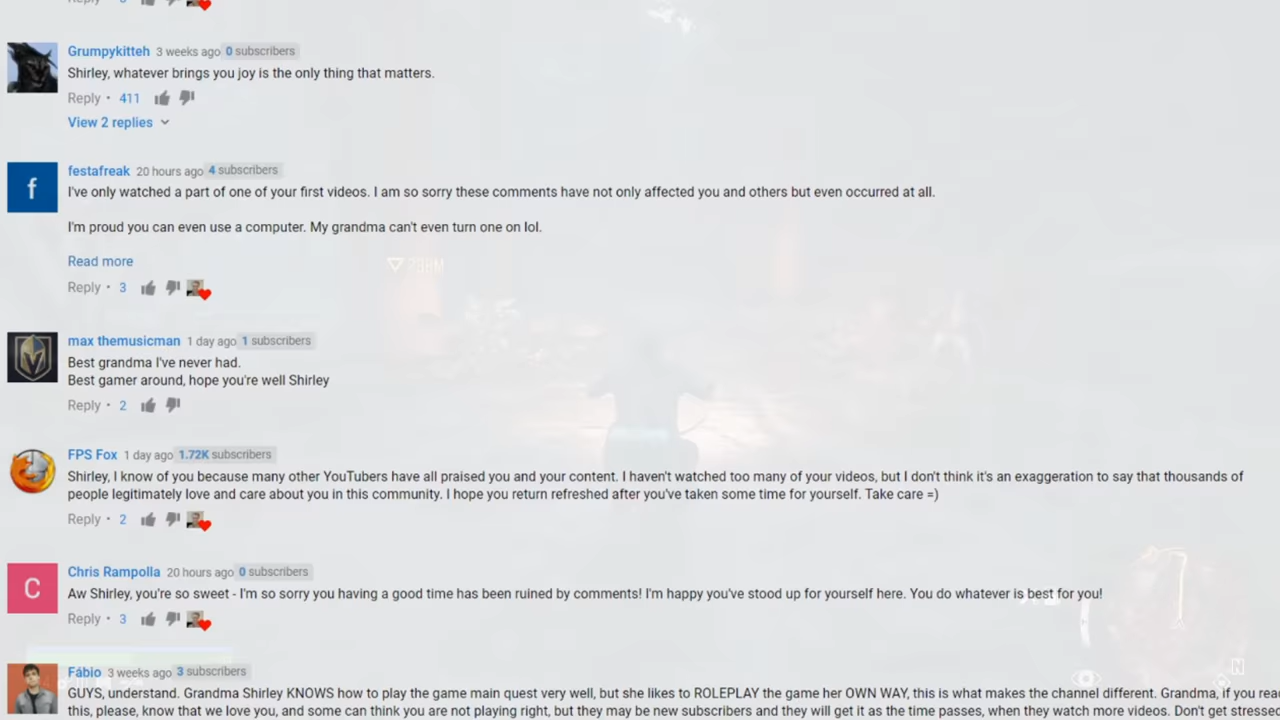 Reply •
Grumpykitteh 3 weeks ago 0 subscribers
Shirley, whatever brings you joy is the only thing that matters.
Reply • 411
View 2 replies
f
festafreak 20 hours ago 4 subscribers
I've only watched a part of one of your first videos. I am so sorry these comments have not only affected you and others but even occurred at all.
I'm proud you can even use a computer. My grandma can't even turn one on lol.
Read more
Reply • 3
max themusicman 1 day ago 1 subscribers
Best grandma I've never had.
Best gamer around, hope you're well Shirley
Reply • 2
FPS Fox 1 day ago 1.72K subscribers
Shirley, I know of you because many other YouTubers have all praised you and your content. I haven't watched too many of your videos, but I don't think it's an exaggeration to say that thousands of
people legitimately love and care about you in this community. I hope you return refreshed after you've taken some time for yourself. Take care =)
Reply • 2
C
Chris Rampolla 20 hours ago 0 subscribers
Aw Shirley, you're so sweet - I'm so sorry you having a good time has been ruined by comments! I'm happy you've stood up for yourself here. You do whatever is best for you!
Reply • 3
N
Fábio 3 weeks ago 3 subscribers
GUYS, understand. Grandma Shirley KNOWS how to play the game main quest very well, but she likes to ROLEPLAY the game her OWN WAY, this is what makes the channel different. Grandma, if you read
this, please, know that we love you, and some can think you are not playing right, but they may be new subscribers and they will get it as the time passes, when they watch more videos. Don't get stressed